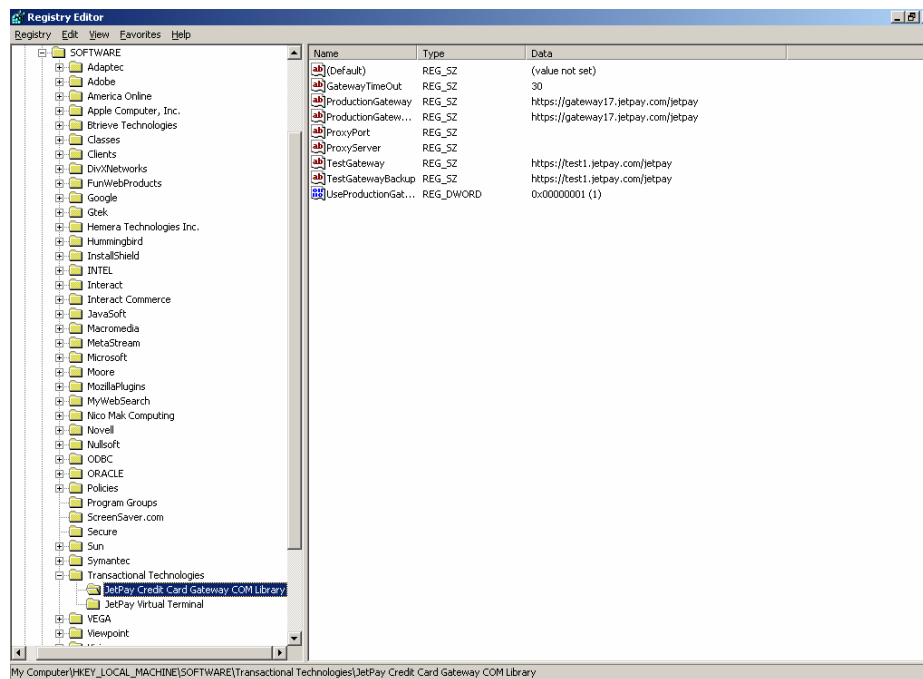 Registry Editor
Registry Edit View Favorites Help
SOFTWARE
Adaptec
Adobe
America Online
Apple Computer, Inc.
Btrieve Technologies
Classes
Clients
DivXNetworks
FunWebProducts
Google
Gtek
Hemera Technologies Inc.
Hummingbird
InstallShield
INTEL
Interact
Interact Commerce
JavaSoft
Macromedia
MetaStream
Microsoft
Moore
MozillaPlugins
MyWebSearch
Nico Mak Computing
Novell
Nullsoft
ODBC
ORACLE
Policies
Program Groups
ScreenSaver.com
Secure
Sun
Symantec
Transactional Technologies
JetPay Credit Card Gateway COM Library
JetPay Virtual Terminal
VEGA
Viewpoint
Name Type Data
(Default) REG_SZ (value not set)
GatewayTimeOut REG_SZ 30
ProductionGateway REG_SZ https://gateway17.jetpay.com/jetpay
ProductionGatew... REG_SZ https://gateway17.jetpay.com/jetpay
ProxyPort REG_SZ
ProxyServer REG_SZ
TestGateway REG_SZ https://test1.jetpay.com/jetpay
TestGatewayBackup REG_SZ https://test1.jetpay.com/jetpay
UseProductionGat... REG_DWORD 0x00000001 (1)
My Computer\HKEY_LOCAL_MACHINE\SOFTWARE\Transactional Technologies\JetPay Credit Card Gateway COM Library